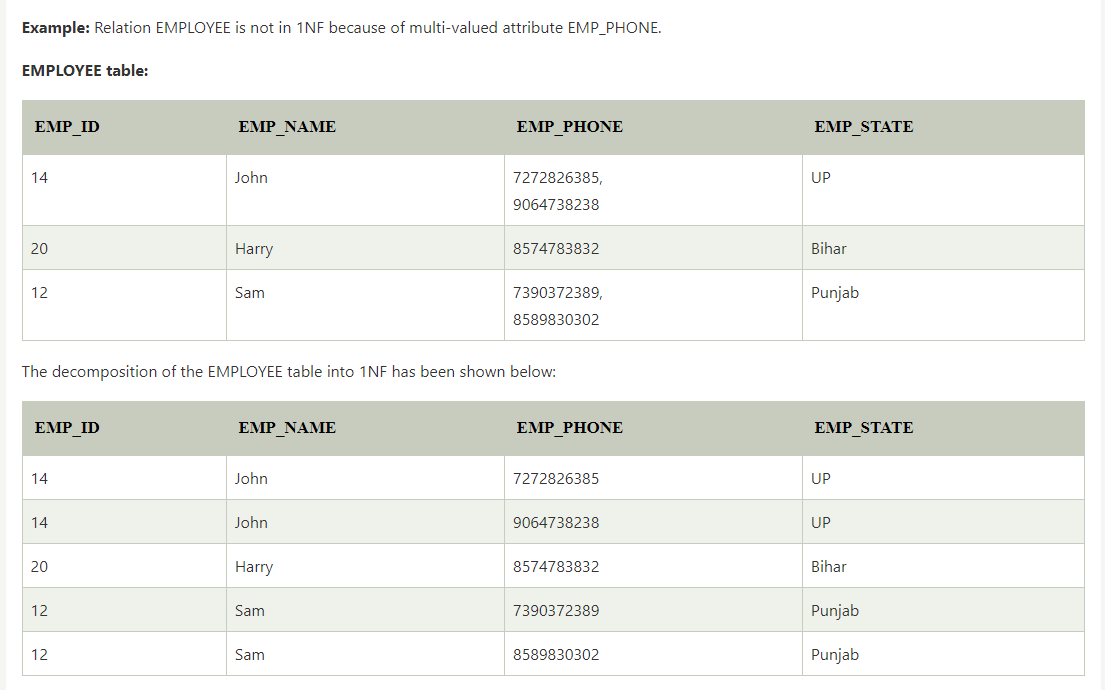 Example: Relation EMPLOYEE is not in 1NF because of multi-valued attribute EMP_PHONE.
EMPLOYEE table:
EMP_ID EMP_NAME EMP_PHONE EMP_STATE
14 John 7272826385, UP
9064738238
20 Harry 8574783832 Bihar
12 Sam 7390372389, Punjab
8589830302
The decomposition of the EMPLOYEE table into 1NF has been shown below:
EMP_ID EMP_NAME EMP_PHONE EMP_STATE
14 John 7272826385 UP
14 John 9064738238 UP
20 Harry 8574783832 Bihar
12 Sam 7390372389 Punjab
12 Sam 8589830302 Punjab